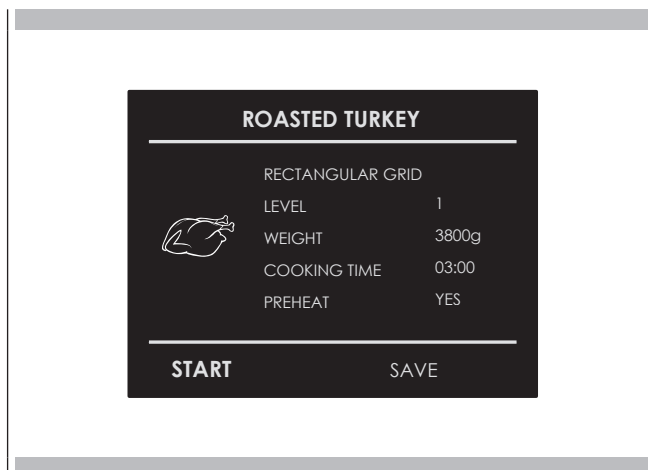 ROASTED TURKEY
RECTANGULAR GRID
LEVEL 1
WEIGHT 3800g
COOKING TIME 03:00
PREHEAT YES
START SAVE